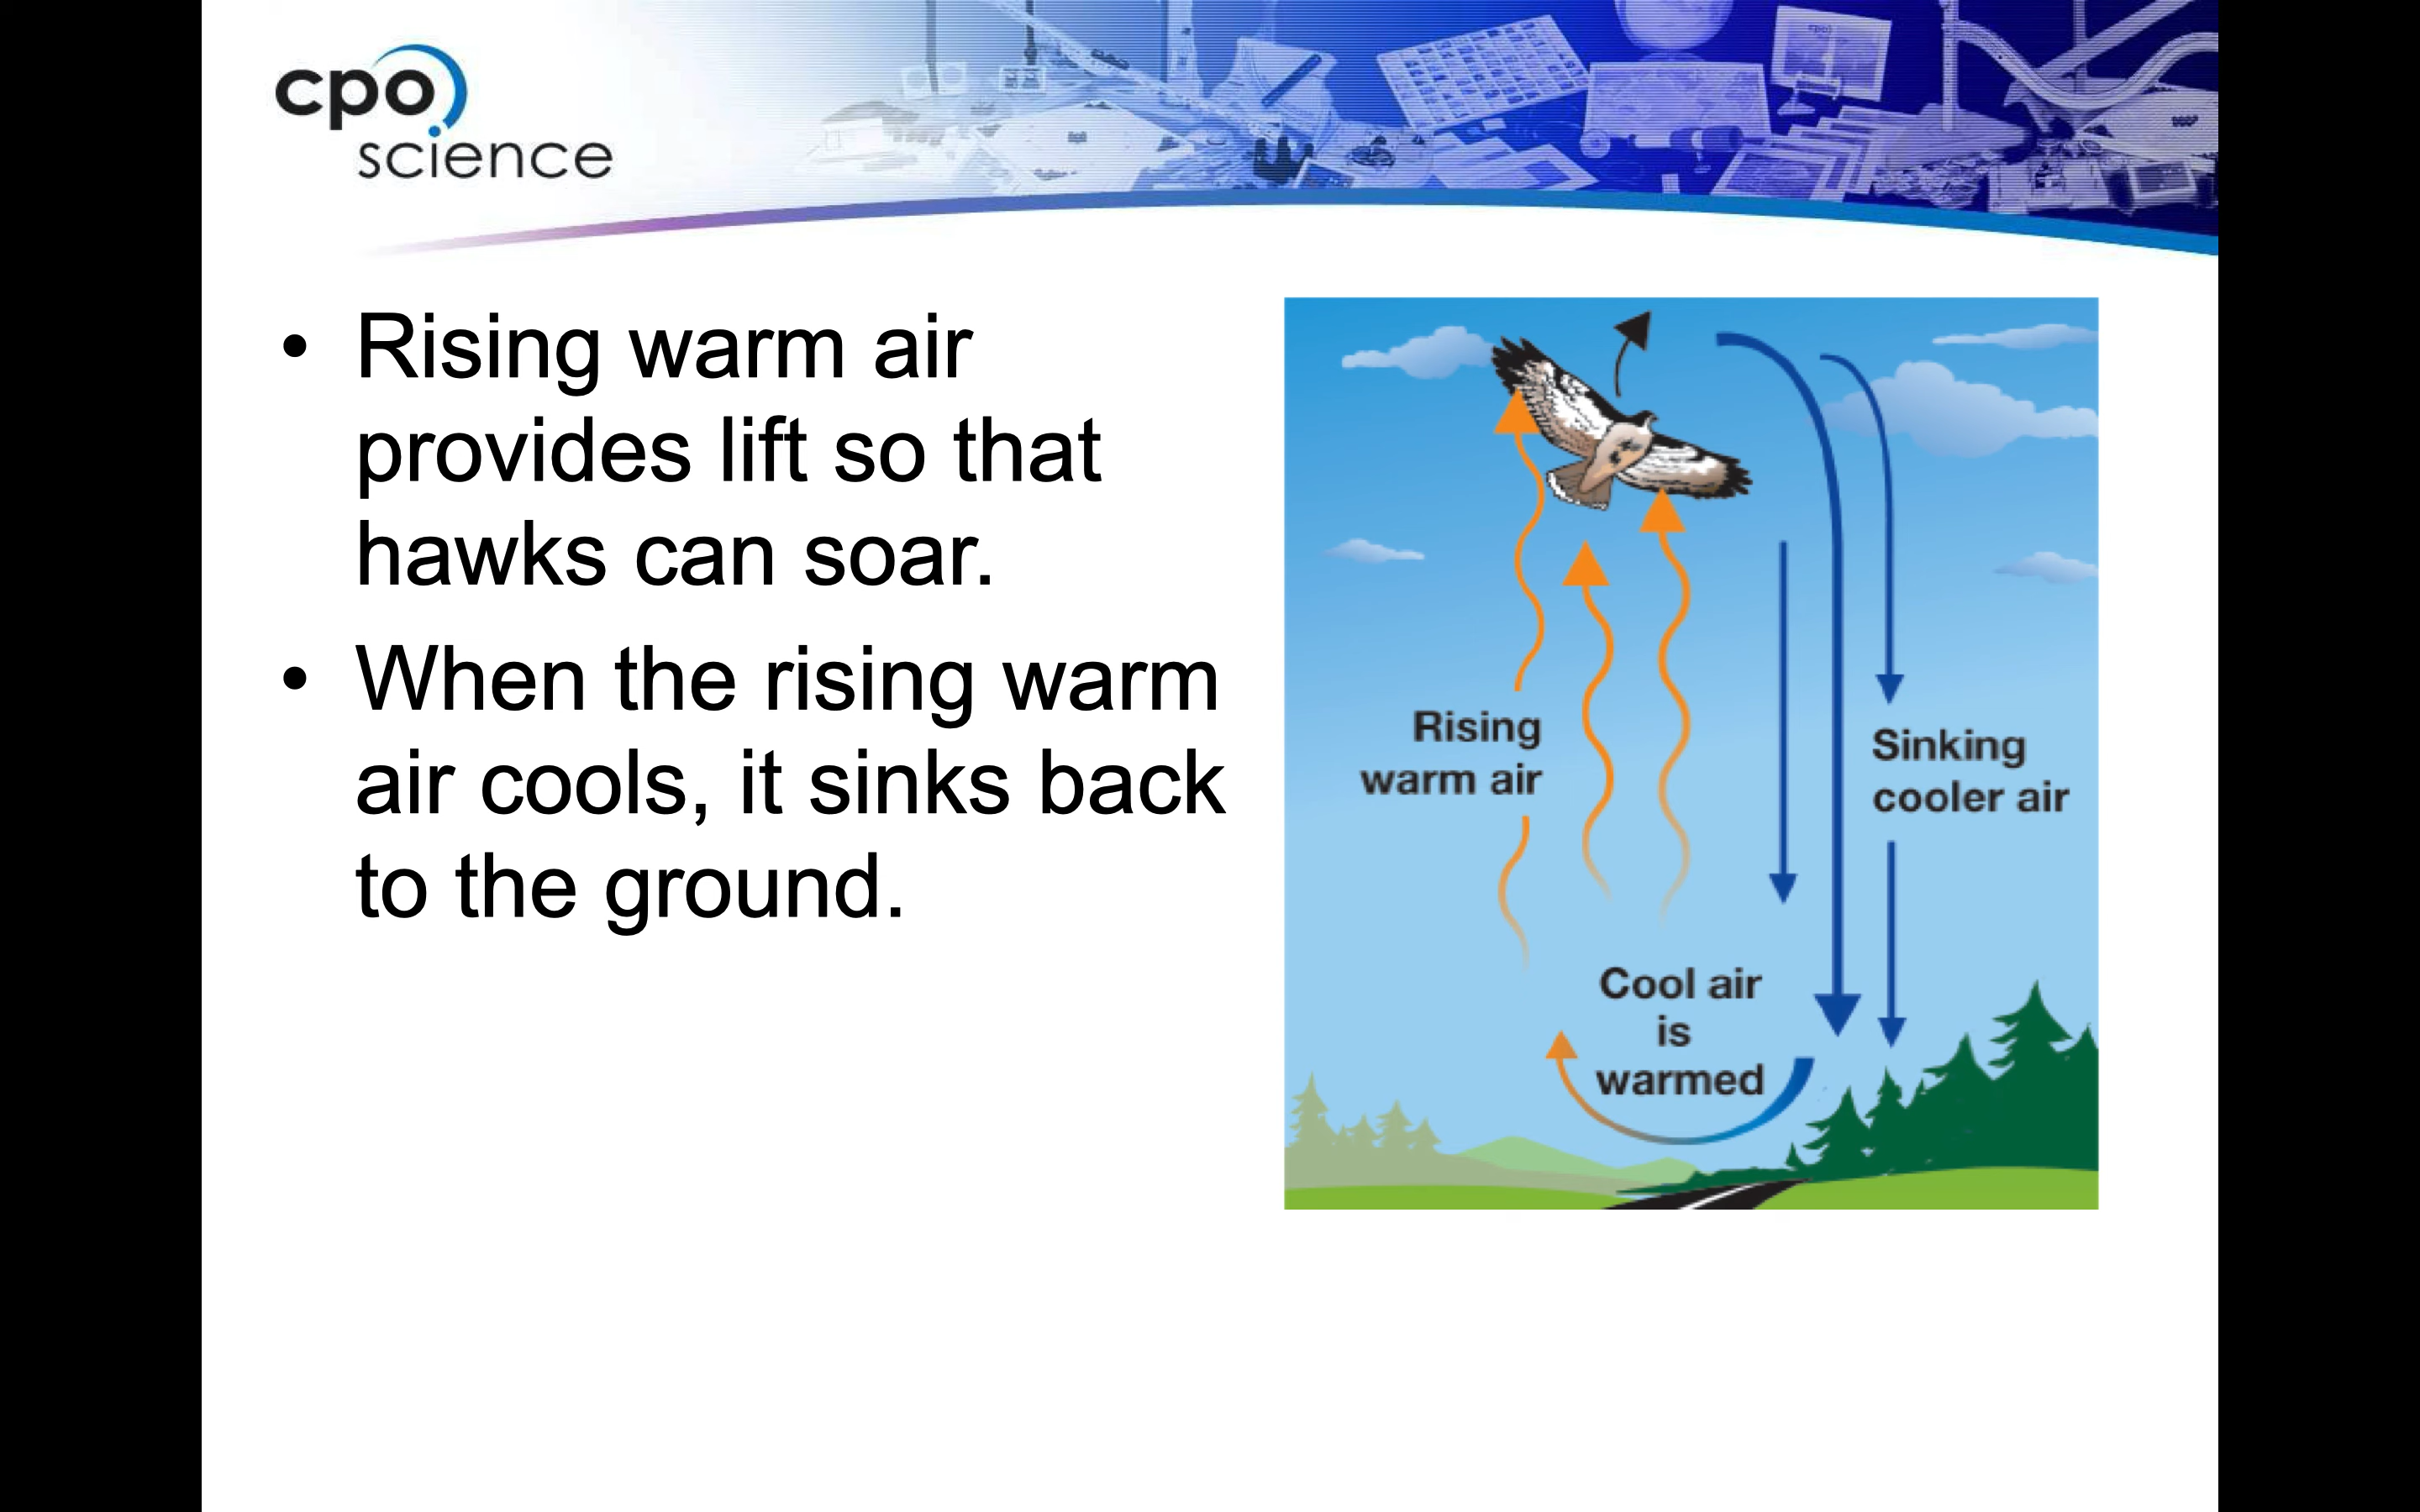 cpo
science
• Rising warm air
provides lift so that
hawks can soar.
• When the rising warm
air cools, it sinks back
to the ground.
Rising
warm air
Sinking
cooler air
Cool air
is
warmed